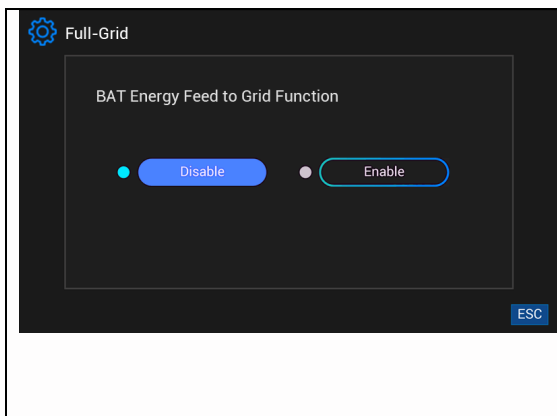 Full-Grid
BAT Energy Feed to Grid Function
Disable
Enable
ESC